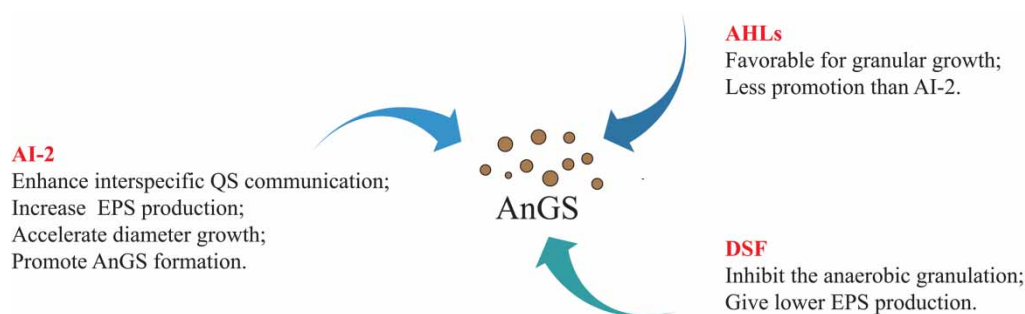 AHLs
Favorable for granular growth;
Less promotion than AI-2.
AI-2
Enhance interspecific QS communication;
Increase EPS production;
Accelerate diameter growth;
Promote AnGS formation.
AnGS
DSF
Inhibit the anaerobic granulation;
Give lower EPS production.